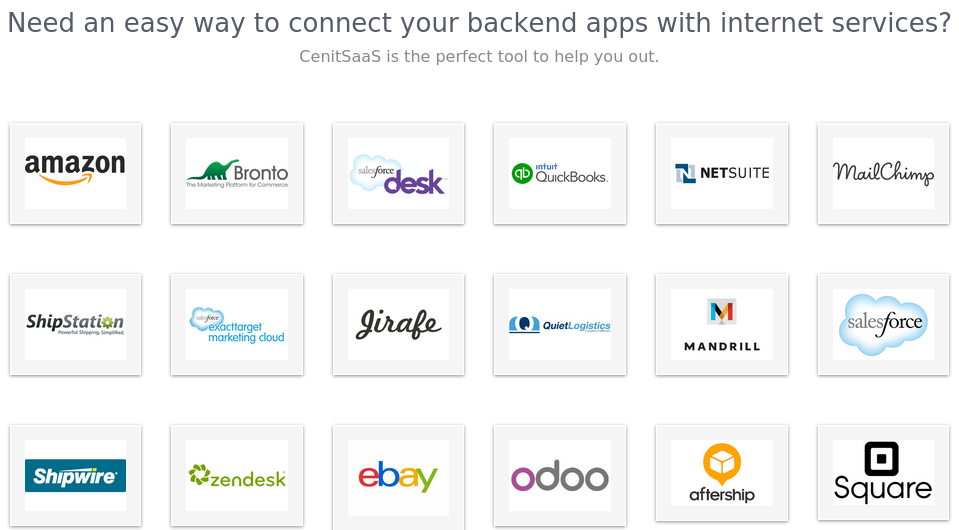 Need an easy way to connect your backend apps with internet services?
CenitSaaS is the perfect tool to help you out.
amazon
Bronto
The Marketing Platform for Commerce
salesforce
desk
intuit
qb QuickBooks.
N NETSUITE
MailChimp
ShipStation
Powerful Shipping, Simplified.
salesforce
exacttarget
marketing cloud
Jirafe
Q QuietLogistics
M
MANDRILL
salesforce
Shipwire
zendesk
ebay
odoo
aftership
Square